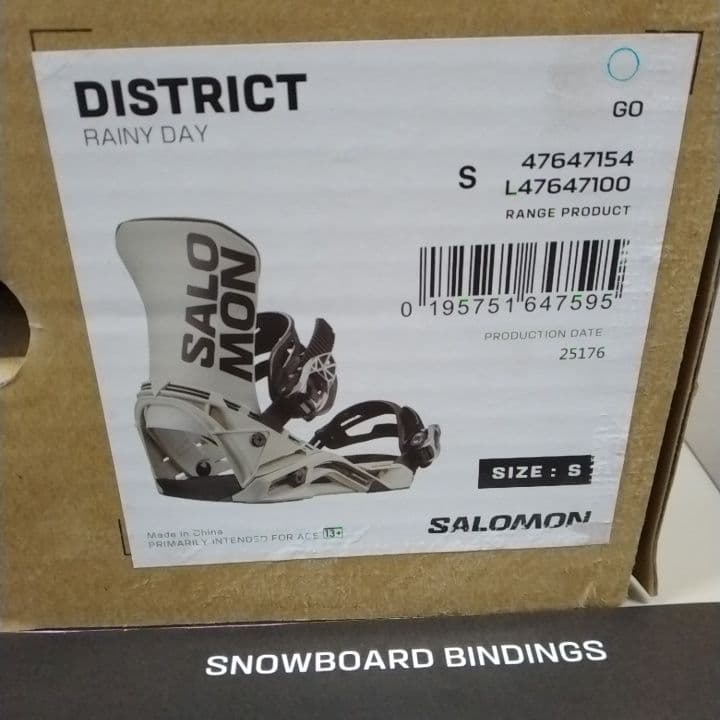 DISTRICT
RAINY DAY
GO
S
47647154
L47647100
RANGE PRODUCT
0 195751 647595
PRODUCTION DATE
25176
SALO
MON
SIZE : S
SALOMON
Made in China
PRIMARILY INTENDED FOR AGE 13+
SNOWBOARD BINDINGS